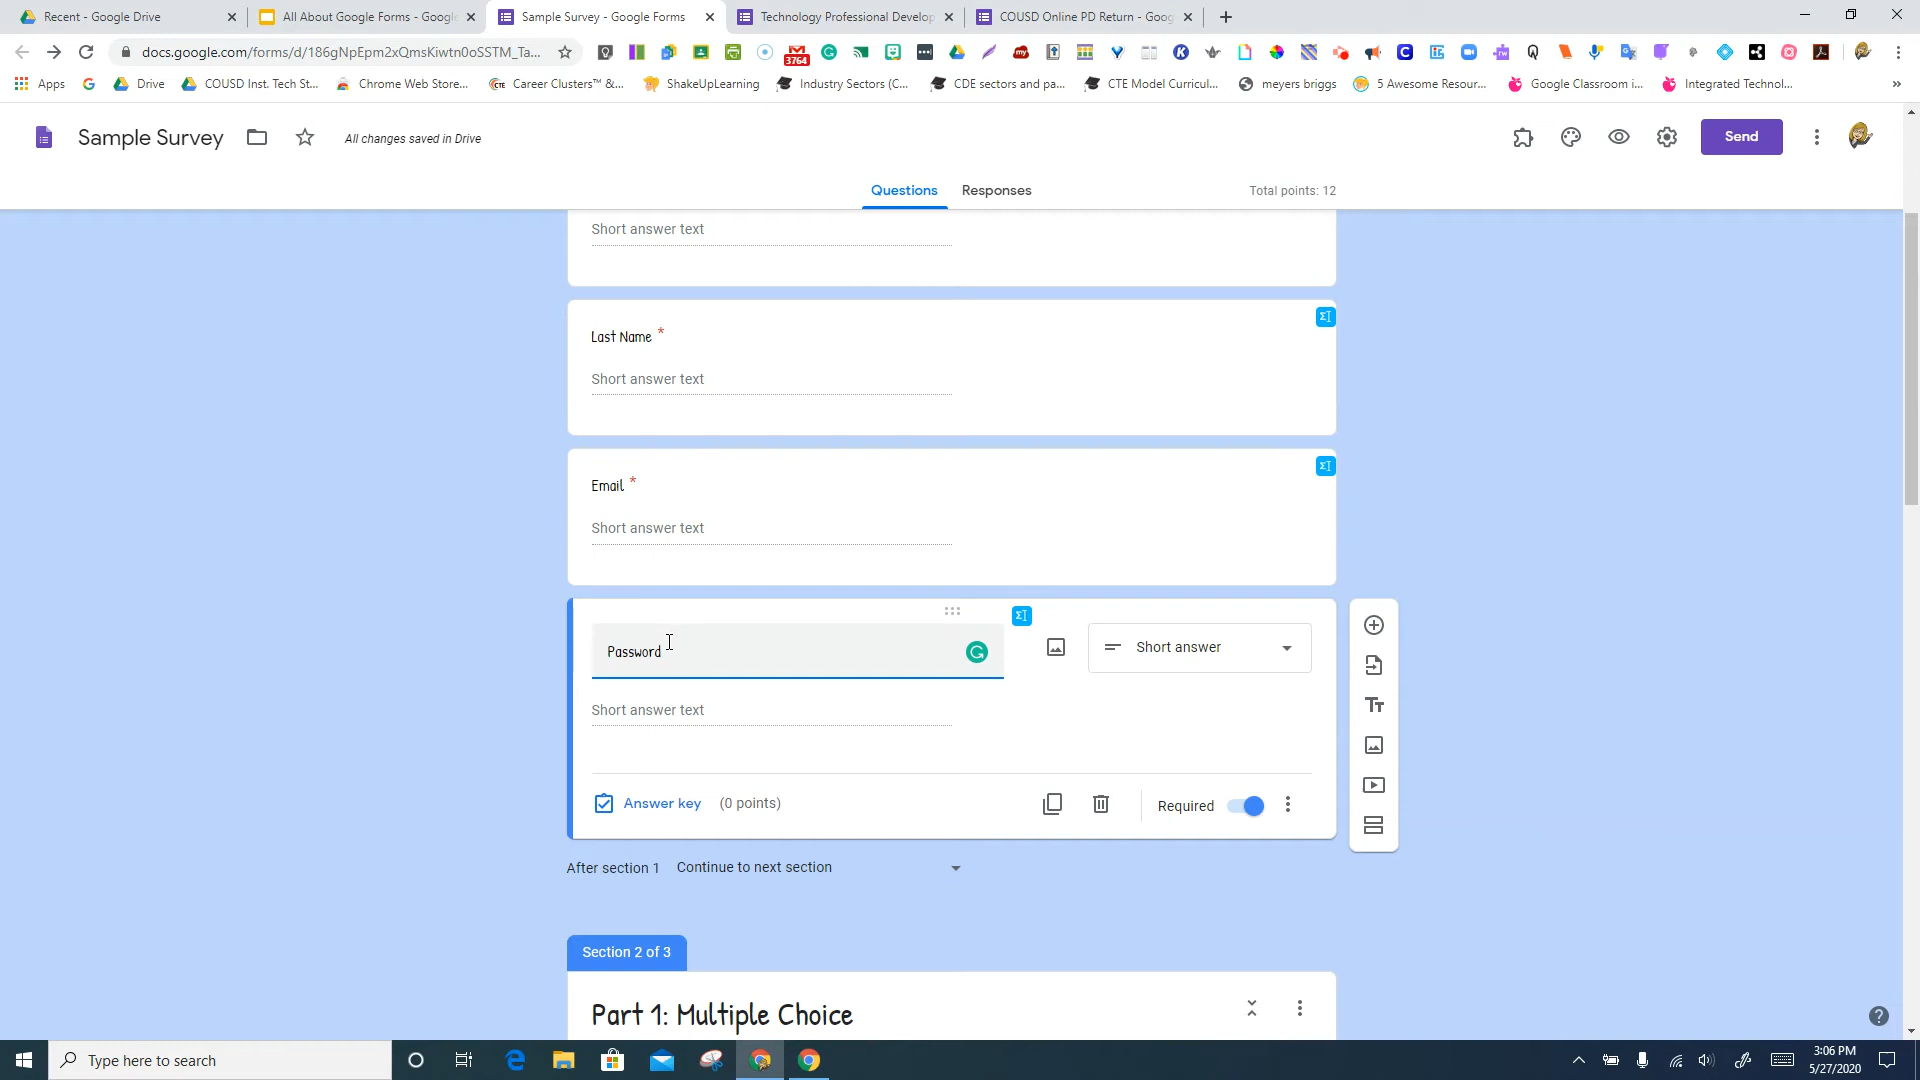 Recent - Google Drive
All About Google Forms - Google
Sample Survey - Google Forms
Technology Professional Develop
COUSD Online PD Return - Goog
docs.google.com/forms/d/186gNpEpm2xQmsKiwtn0oSSTM_Ta...
3764
Apps
Drive
COUSD Inst. Tech St...
Chrome Web Store...
Career Clusters™ &...
ShakeUpLearning
Industry Sectors (C...
CDE sectors and pa...
CTE Model Curricul...
meyers briggs
5 Awesome Resour...
Google Classroom i...
Integrated Technol...
Sample Survey
All changes saved in Drive
Send
Questions
Responses
Total points: 12
Short answer text
Last Name *
Short answer text
Email *
Short answer text
Password
Short answer
Short answer text
Answer key (0 points)
Required
After section 1 Continue to next section
Section 2 of 3
Part 1: Multiple Choice
Type here to search
3:06 PM
5/27/2020